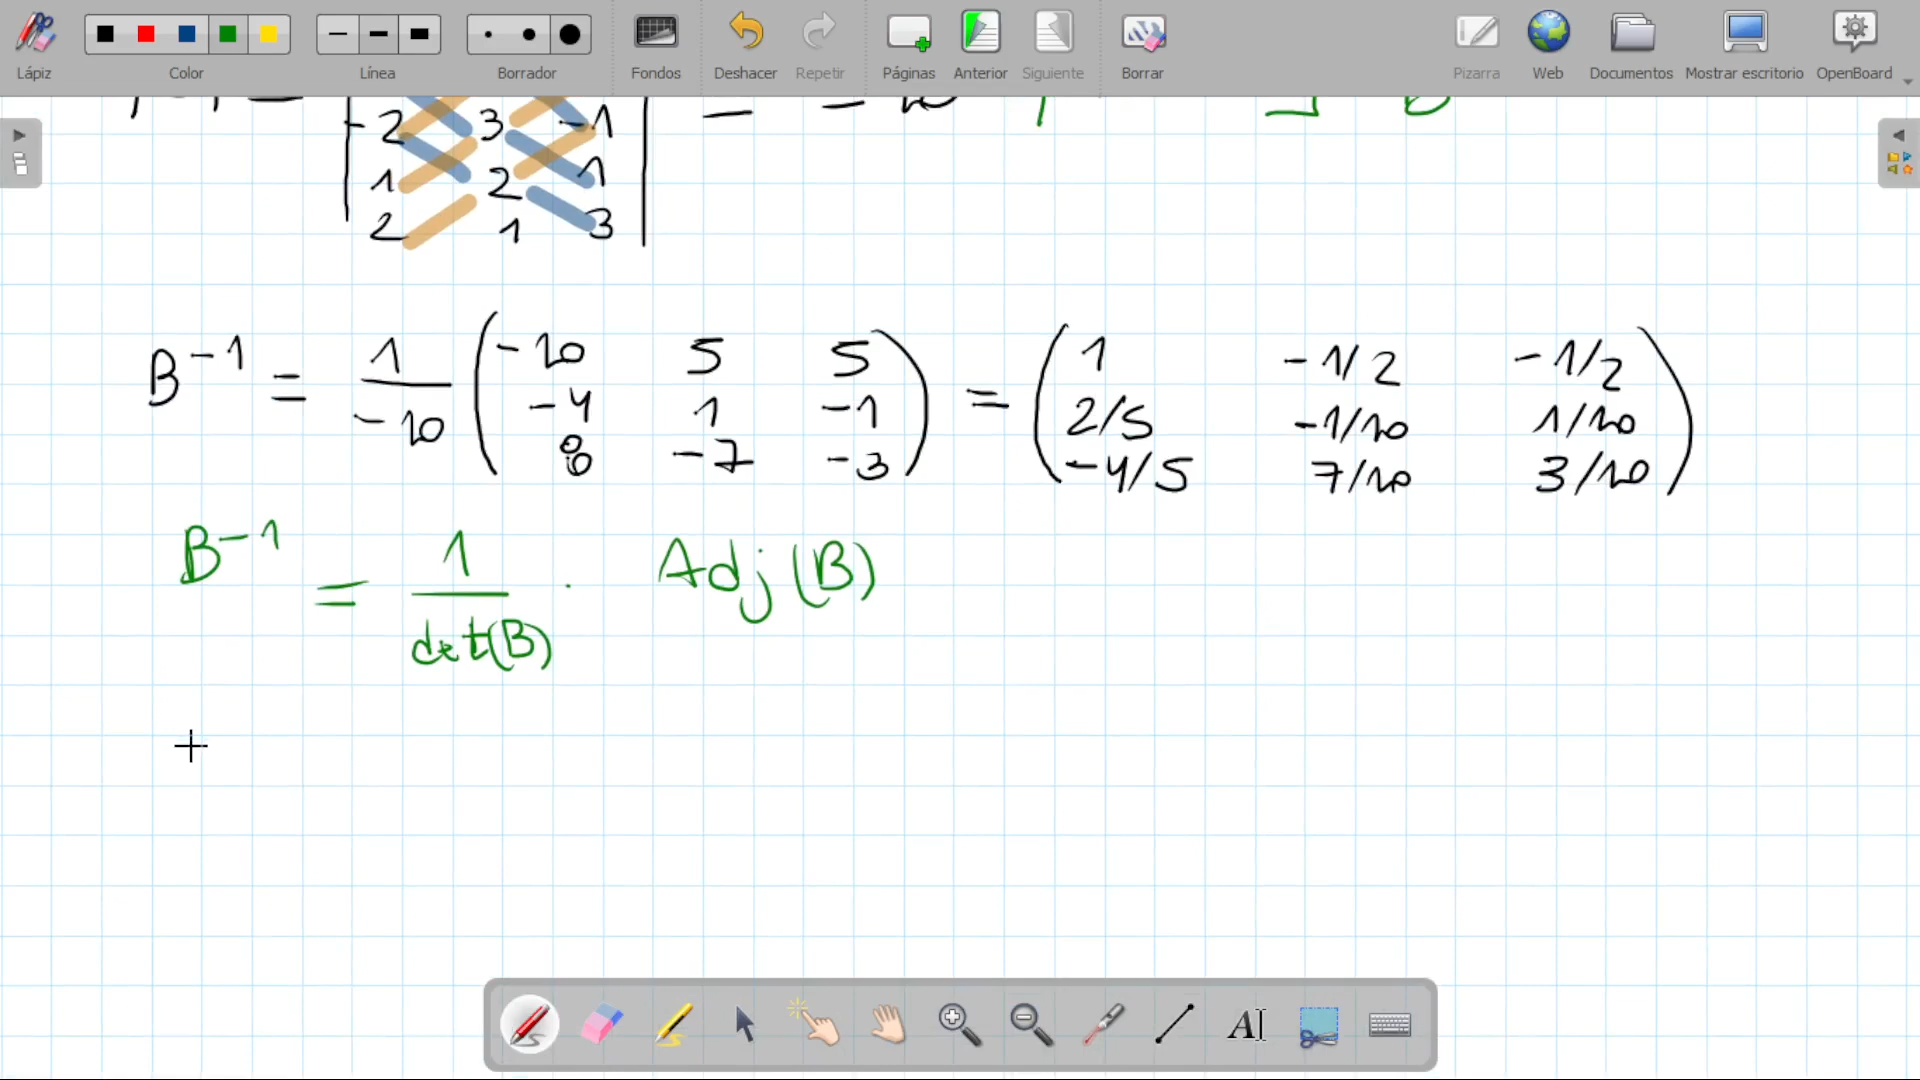 Lápiz Color Línea Borrador Fondos Deshacer Repetir Páginas Anterior Siguiente Borrar Pizarra Web Documentos Mostrar escritorio OpenBoard
-2 3 -1
1 2 1
2 1 3
B⁻¹ = 1/-10 (-10 5 5; -4 1 -1; 8 -7 -3) = (1 -1/2 -1/2; 2/5 -1/10 1/10; -4/5 7/10 3/10)
B⁻¹ = 1/det(B) · Adj(B)